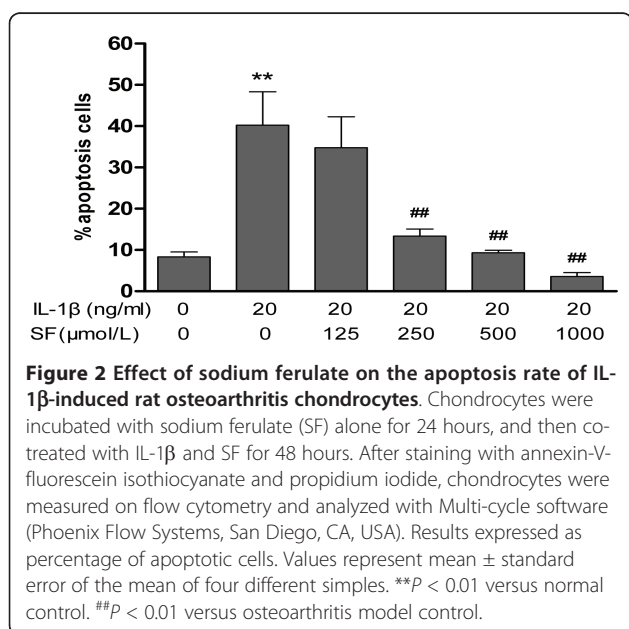 60
50
40
30
20
10
0
% apoptosis cells
**
##
##
##
IL-1β (ng/ml) 0 20 20 20 20 20
SF(μmol/L) 0 0 125 250 500 1000
Figure 2 Effect of sodium ferulate on the apoptosis rate of IL-
1β-induced rat osteoarthritis chondrocytes. Chondrocytes were
incubated with sodium ferulate (SF) alone for 24 hours, and then co-
treated with IL-1β and SF for 48 hours. After staining with annexin-V-
fluorescein isothiocyanate and propidium iodide, chondrocytes were
measured on flow cytometry and analyzed with Multi-cycle software
(Phoenix Flow Systems, San Diego, CA, USA). Results expressed as
percentage of apoptotic cells. Values represent mean ± standard
error of the mean of four different simples. **P < 0.01 versus normal
control. ##P < 0.01 versus osteoarthritis model control.